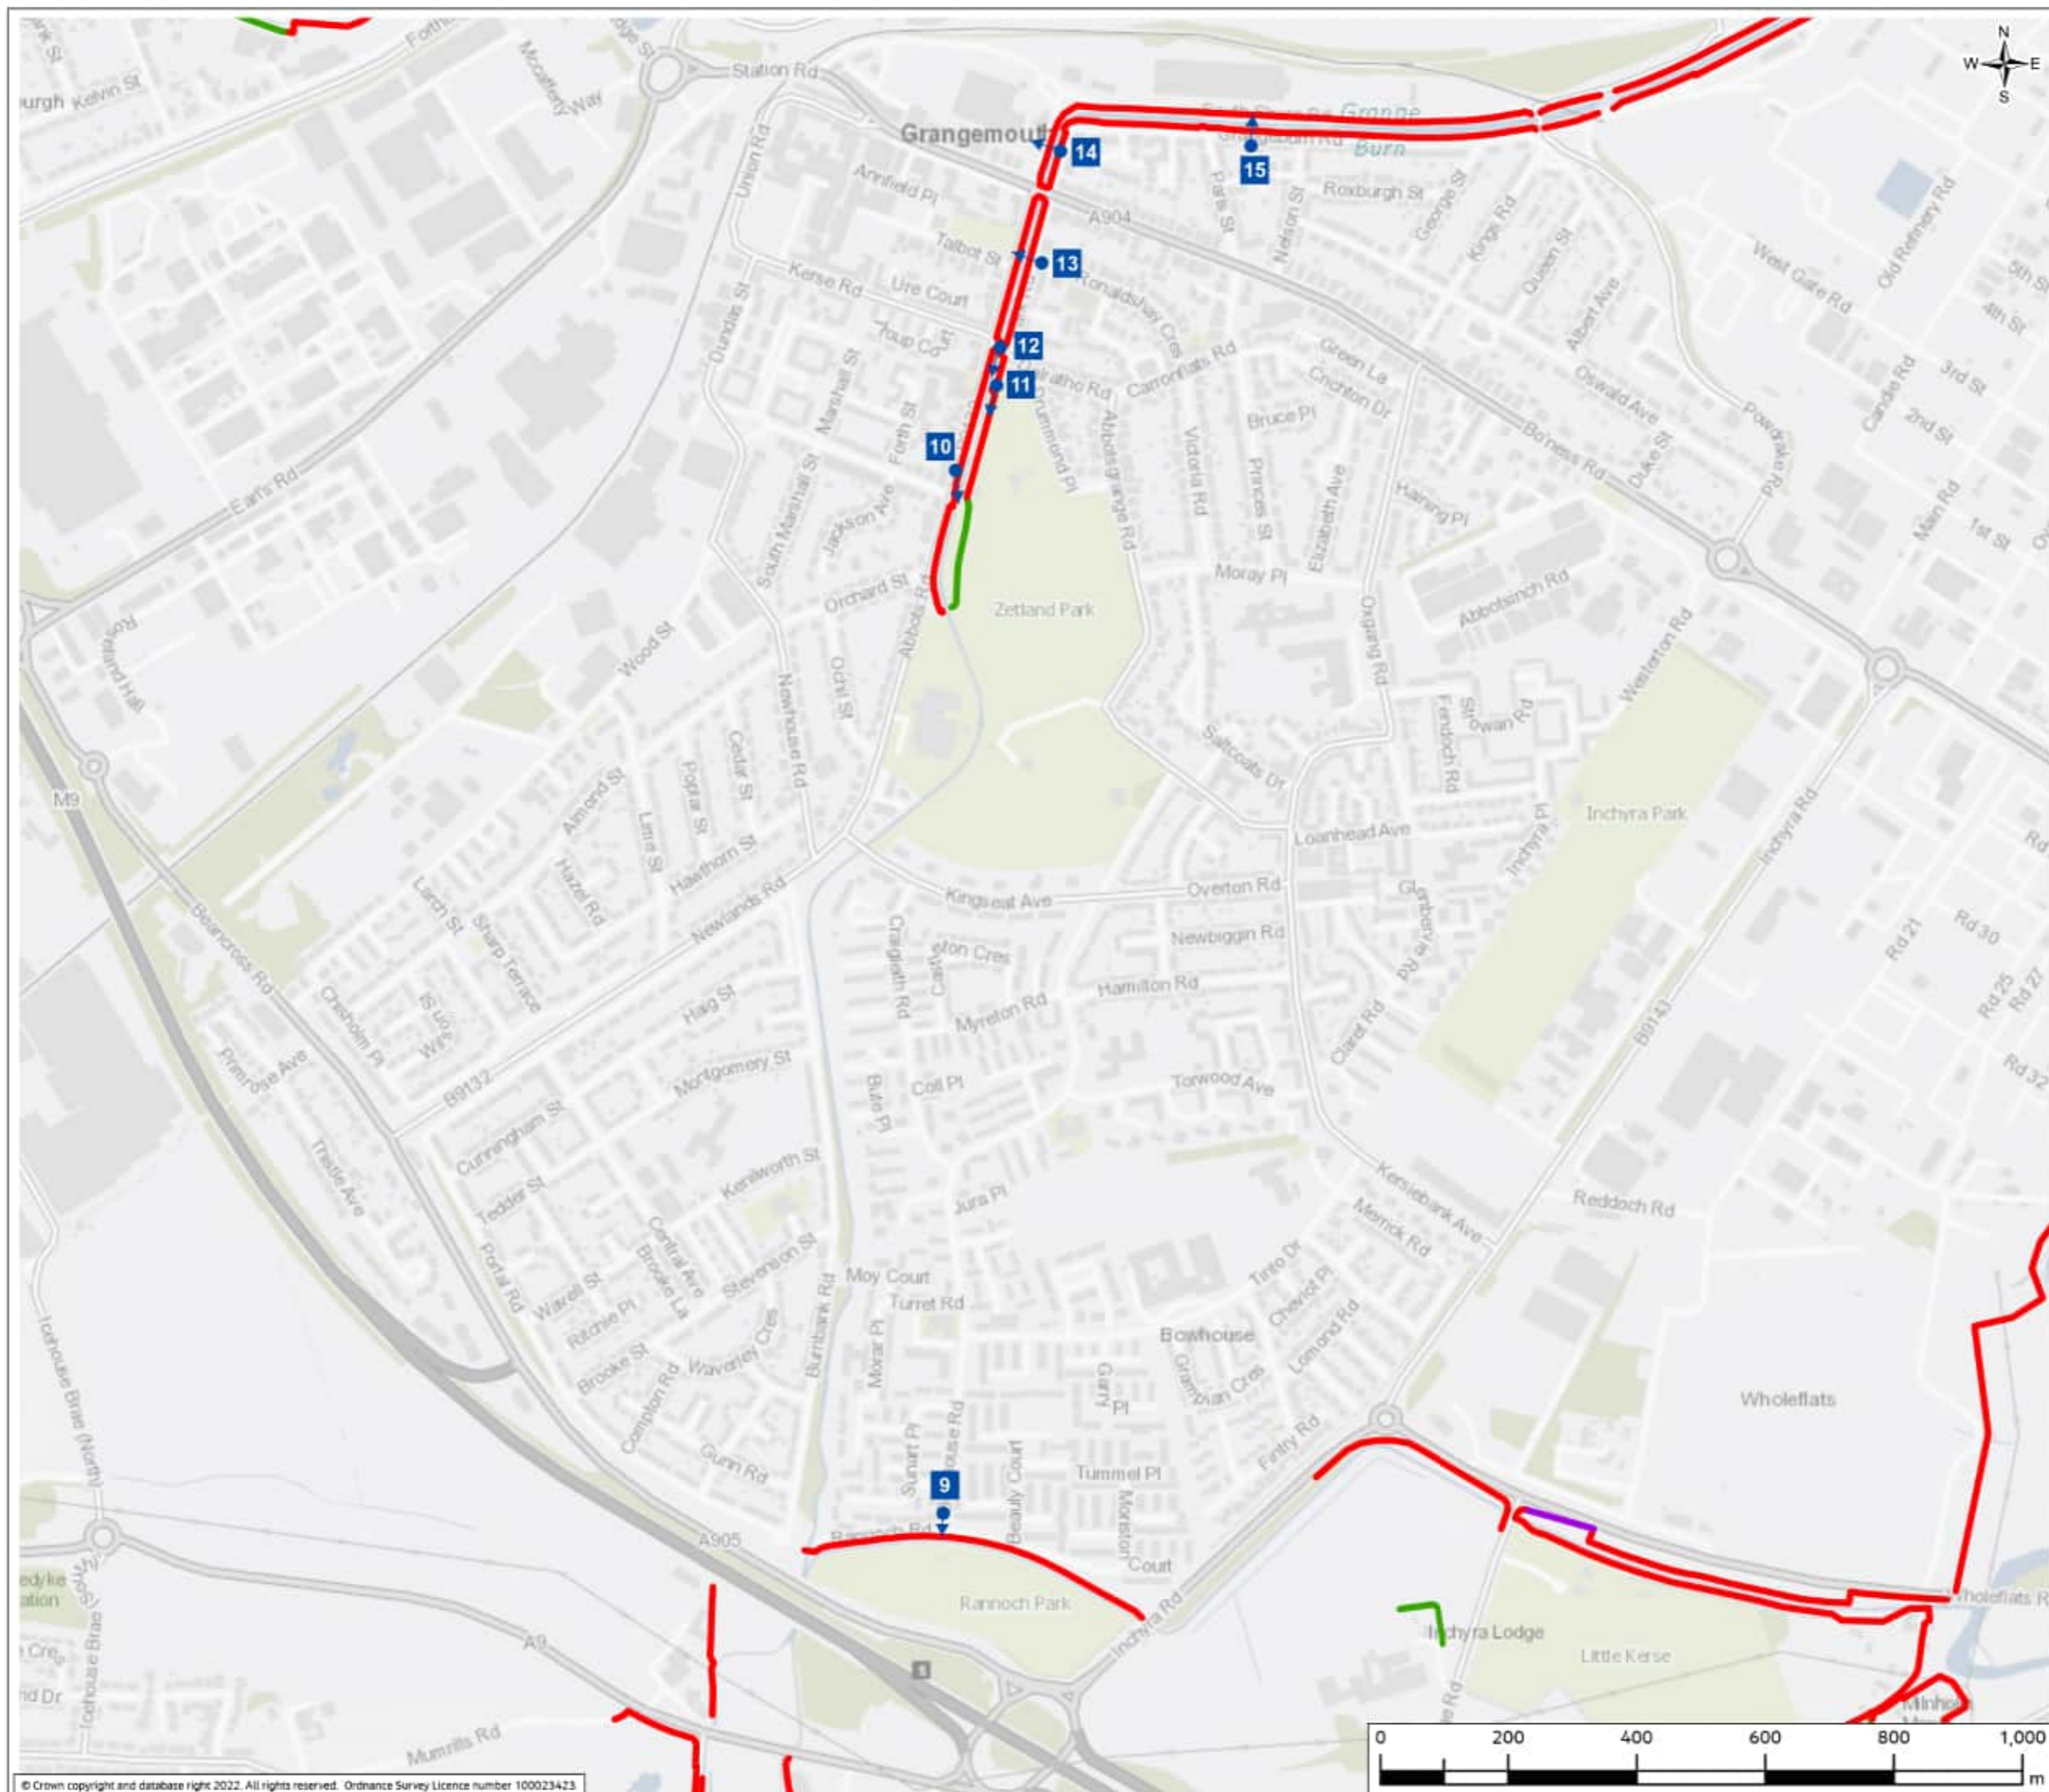 N
W E
S
Station Rd
Kelvin St
Mccafferty
Way
Union Rd
Grangemouth
Grange
Burn
14
15
Annfield Pl
Roxburgh St
A904
Nelson St
George St
Kings Rd
Queen St
Albert Ave
West Gate Rd
Old Refinery Rd
4th St
3rd St
2nd St
1st St
Candie Rd
Main Rd
Talbot St
13
Kerse Rd
Ure Court
Ronaldshay Cres
12
11
10
Dundas St
Marshall St
Forth St
Carronflats Rd
Green La
Crichton Dr
Bruce Pl
Oswald Ave
Duke St
Powdrake Rd
Bo'ness Rd
Abbotsgrange Rd
Victoria Rd
Princes St
Elizabeth Ave
Haining Pl
Earl's Rd
South Marshall St
Jackson Ave
Orchard St
Abbots Rd
Zetland Park
Moray Pl
Oxgang Rd
Abbotsinch Rd
Westerton Rd
Wood St
Ochil St
Newhouse Rd
Strowan Rd
Fendoch Rd
Saltcoats Dr
Cedar St
Poplar St
Almond St
M9
Inchyra Park
Inchyra Rd
Inchyra Pl
Loanhead Ave
Hawthorn St
Hazel Rd
Larch St
Sharp Terrace
Newlands Rd
Kingseat Ave
Overton Rd
Newbiggin Rd
Hamilton Rd
Myreton Rd
Craigleith Rd
Beancross Rd
Chisholm Pl
Haig St
Claret Rd
B9143
Rd 21
Rd 30
Rd 25
Rd 27
Rd 32
Primrose Ave
B9132
Montgomery St
Bute Pl
Coll Pl
Torwood Ave
Cunningham St
Thistle Ave
Tedder St
Kenilworth St
Jura Pl
Kersiebank Ave
Merrick Rd
Reddoch Rd
Portal Rd
Central Ave
Brooke La
Stevenson St
Wavell St
Ritchie Pl
Moy Court
Turret Rd
Tinto Dr
Cheviot Pl
Lomond Rd
Bowhouse
Grampian Cres
Burnbank Rd
Moran Pl
Garry
Pl
Brooke St
Waverley Cres
Compton Rd
Gunn Rd
Icehouse Brae (North)
Wholeflats
Fintry Rd
Sunart Pl
Beauly Court
Tummel Pl
9
Rannoch Rd
Court
A905
Rannoch Park
Inchyra Rd
Inchyra Lodge
Little Kerse
A9
Mumrills Rd
0 200 400 600 800 1,000
m
© Crown copyright and database right 2022. All rights reserved. Ordnance Survey Licence number 100023423